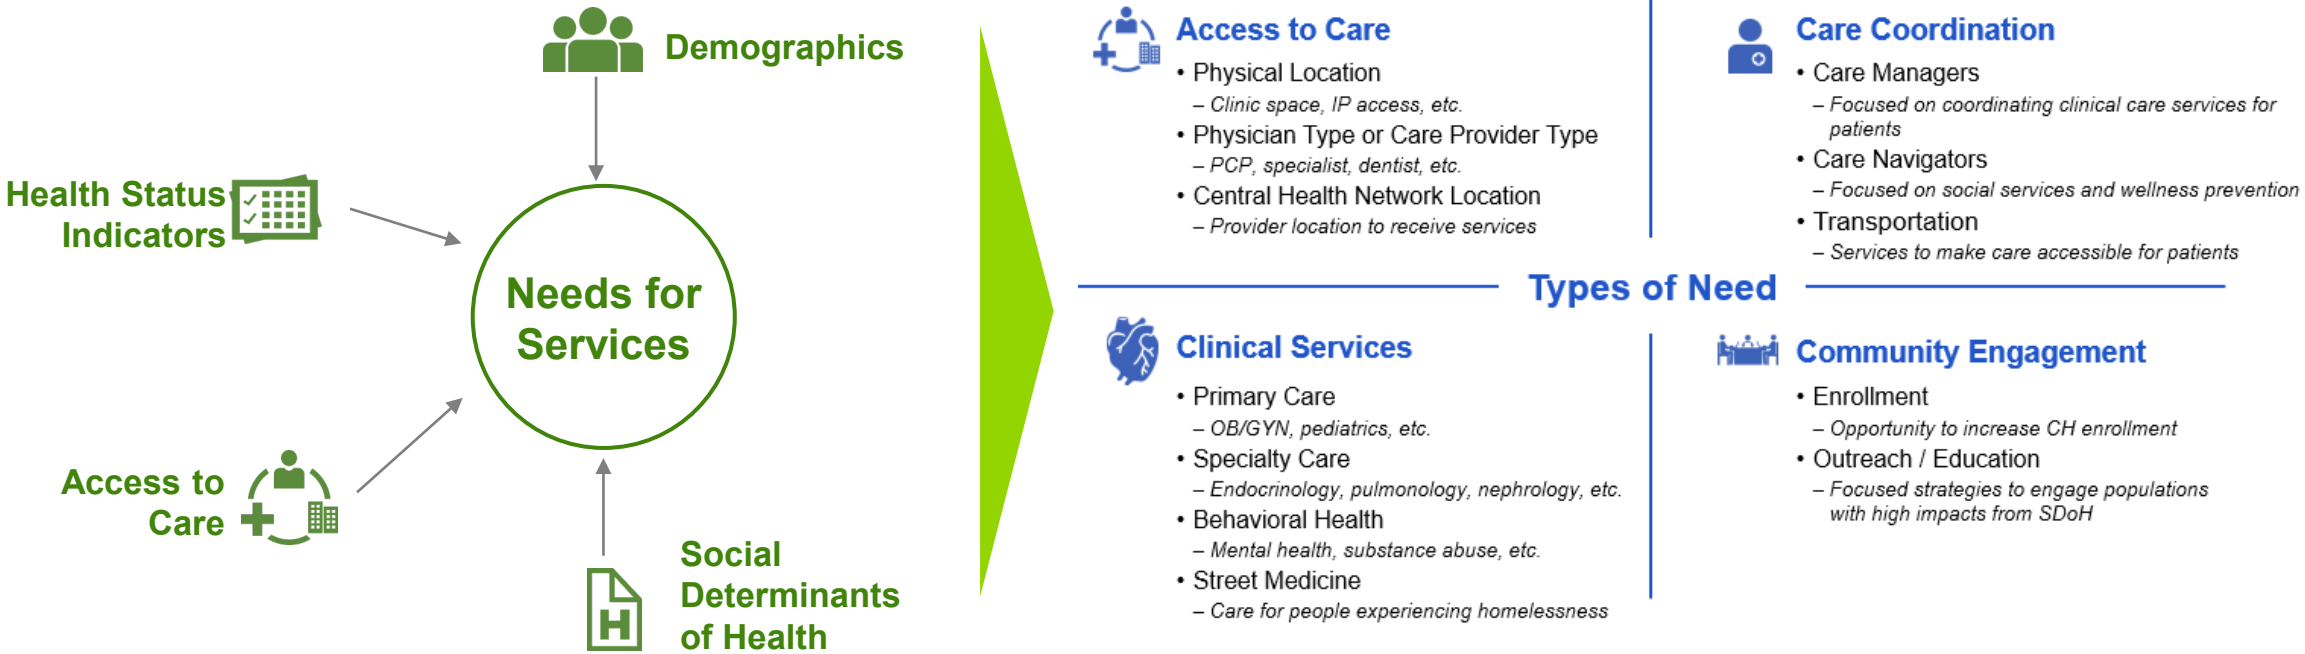 Demographics
Health Status
Indicators
Needs for
Services
Access to
Care
Social
Determinants
of Health
Access to Care
• Physical Location
– Clinic space, IP access, etc.
• Physician Type or Care Provider Type
– PCP, specialist, dentist, etc.
• Central Health Network Location
– Provider location to receive services
Care Coordination
• Care Managers
– Focused on coordinating clinical care services for
patients
• Care Navigators
– Focused on social services and wellness prevention
• Transportation
– Services to make care accessible for patients
Types of Need
Clinical Services
• Primary Care
– OB/GYN, pediatrics, etc.
• Specialty Care
– Endocrinology, pulmonology, nephrology, etc.
• Behavioral Health
– Mental health, substance abuse, etc.
• Street Medicine
– Care for people experiencing homelessness
Community Engagement
• Enrollment
– Opportunity to increase CH enrollment
• Outreach / Education
– Focused strategies to engage populations
with high impacts from SDoH